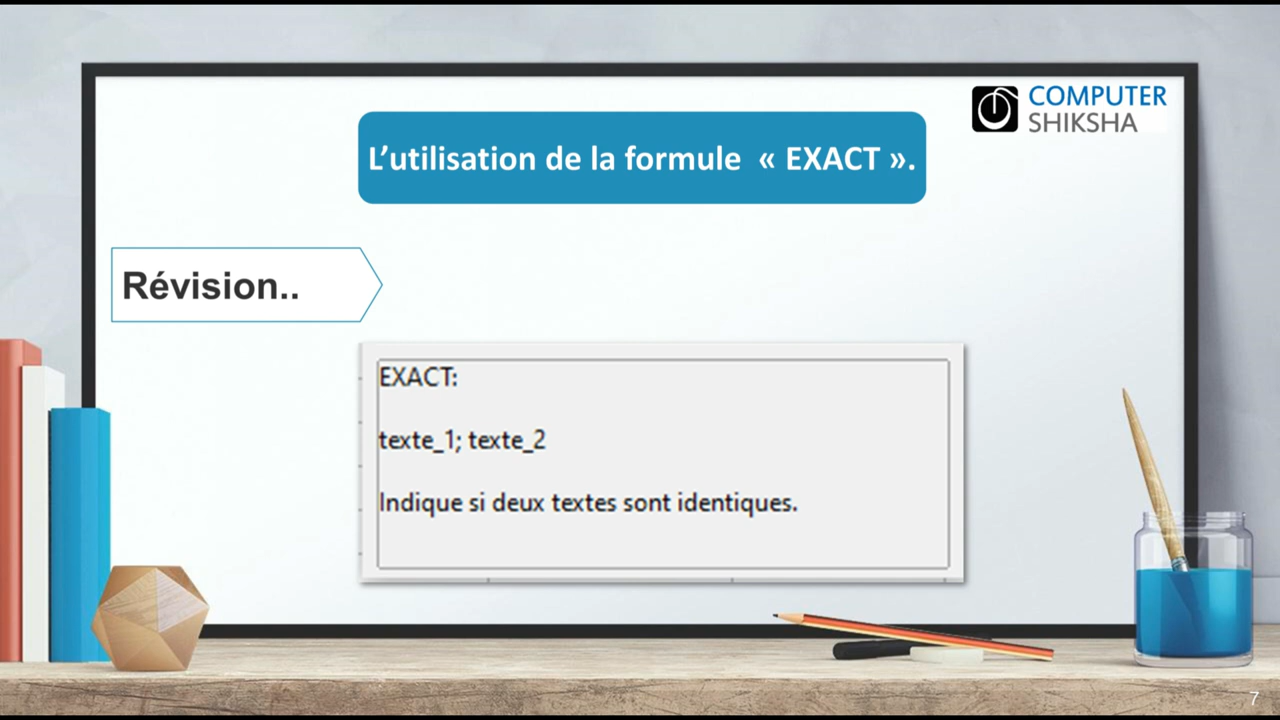 COMPUTER
SHIKSHA
L’utilisation de la formule « EXACT ».
Révision..
EXACT:
texte_1; texte_2
Indique si deux textes sont identiques.
7